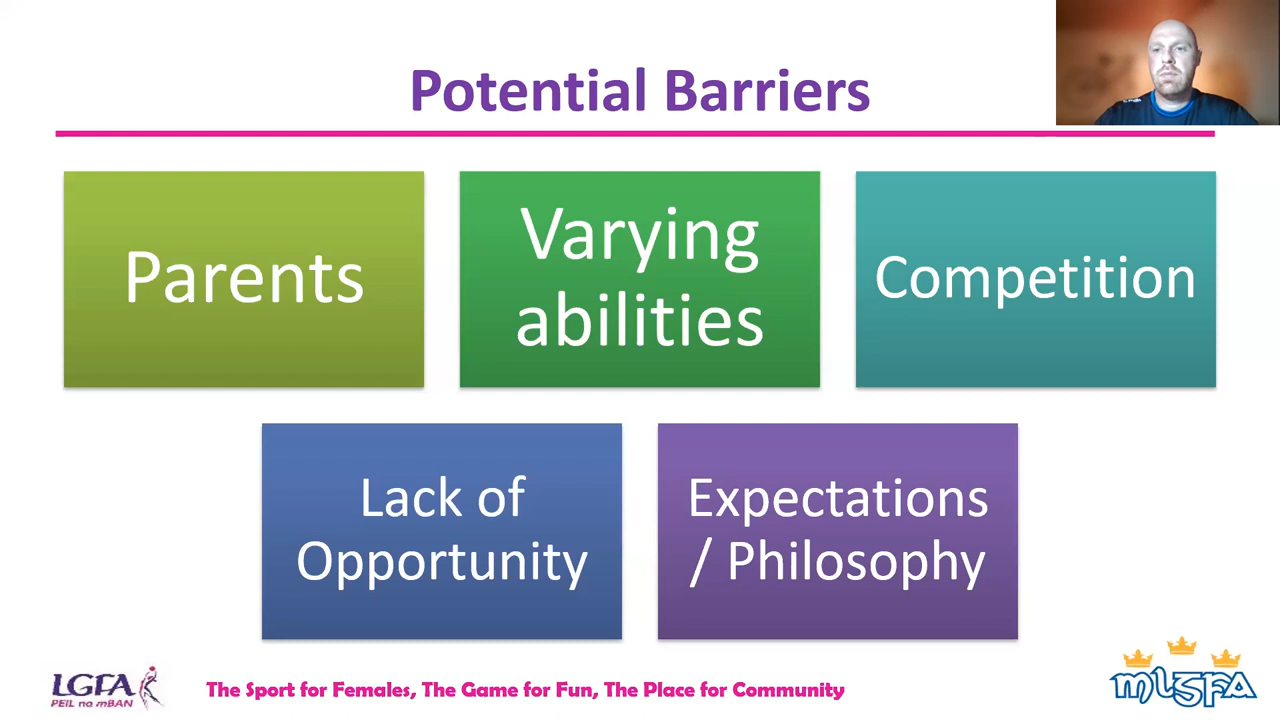 Potential Barriers
Parents
Varying
abilities
Competition
Lack of
Opportunity
Expectations
/ Philosophy
LGFA
PEIL na mBAN
The Sport for Females, The Game for Fun, The Place for Community
MLGFA